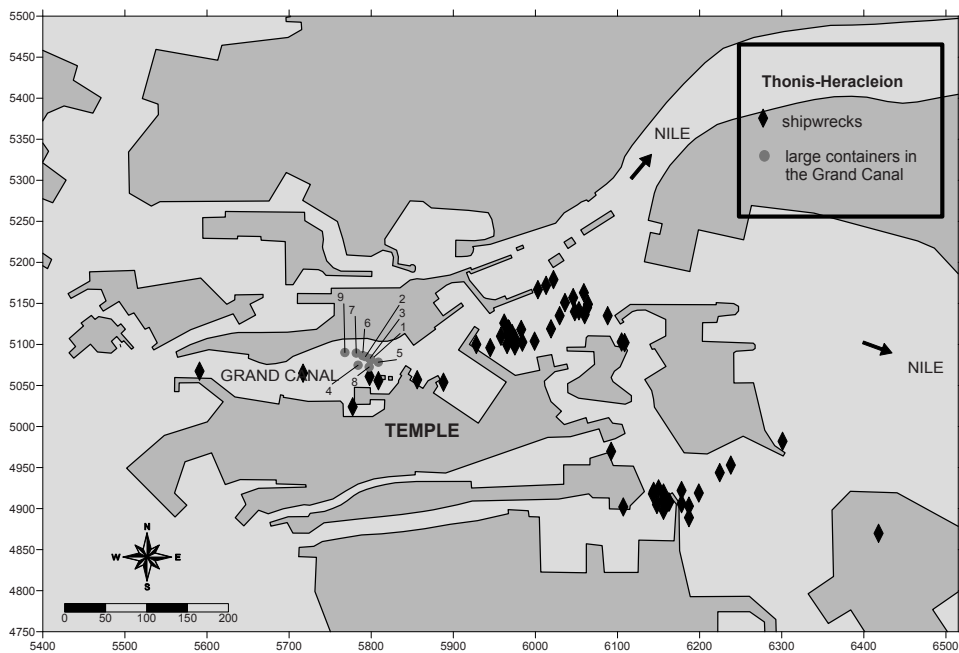 5500
5450
5400
5350
5300
5250
5200
5150
5100
5050
5000
4950
4900
4850
4800
4750
Thonis-Heracleion
shipwrecks
large containers in
the Grand Canal
NILE
9
7
6
2
3
1
5
4
8
GRAND CANAL
TEMPLE
NILE
N
W E
S
0 50 100 150 200
5400 5500 5600 5700 5800 5900 6000 6100 6200 6300 6400 6500